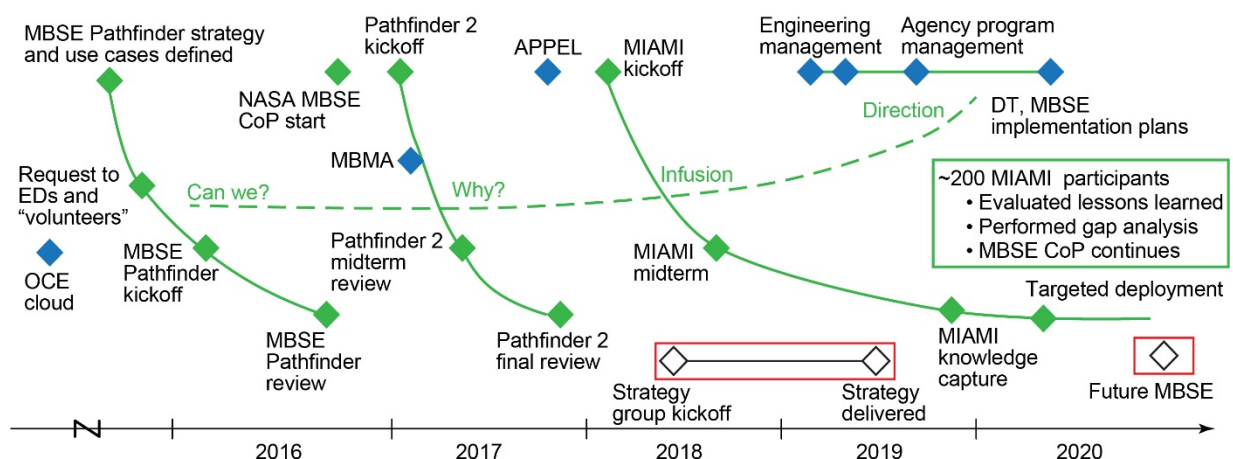 MBSE Pathfinder strategy
and use cases defined
Pathfinder 2
kickoff
APPEL
MIAMI
kickoff
Engineering
management
Agency program
management
NASA MBSE
CoP start
Direction
DT, MBSE
implementation plans
MBMA
Request to
EDs and
“volunteers”
Can we?
Why?
Infusion
~200 MIAMI participants
• Evaluated lessons learned
• Performed gap analysis
• MBSE CoP continues
OCE
cloud
MBSE
Pathfinder
kickoff
Pathfinder 2
midterm
review
MIAMI
midterm
Targeted deployment
MBSE
Pathfinder
review
Pathfinder 2
final review
MIAMI
knowledge
capture
Strategy
group kickoff
Strategy
delivered
Future MBSE
N
2016
2017
2018
2019
2020